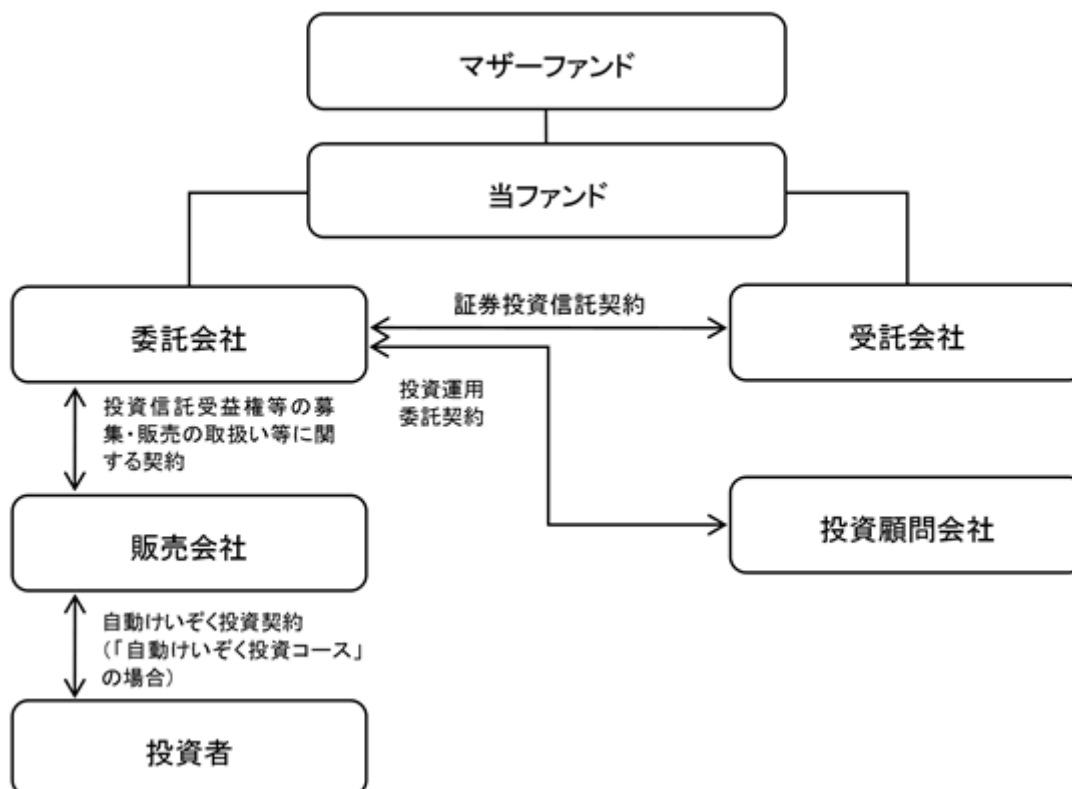 マザーファンド
当ファンド
委託会社
証券投資信託契約
受託会社
投資運用
委託契約
投資信託受益権等の募
集・販売の取扱い等に関
する契約
販売会社
投資顧問会社
自動けいぞく投資契約
(「自動けいぞく投資コース」
の場合)
投資者